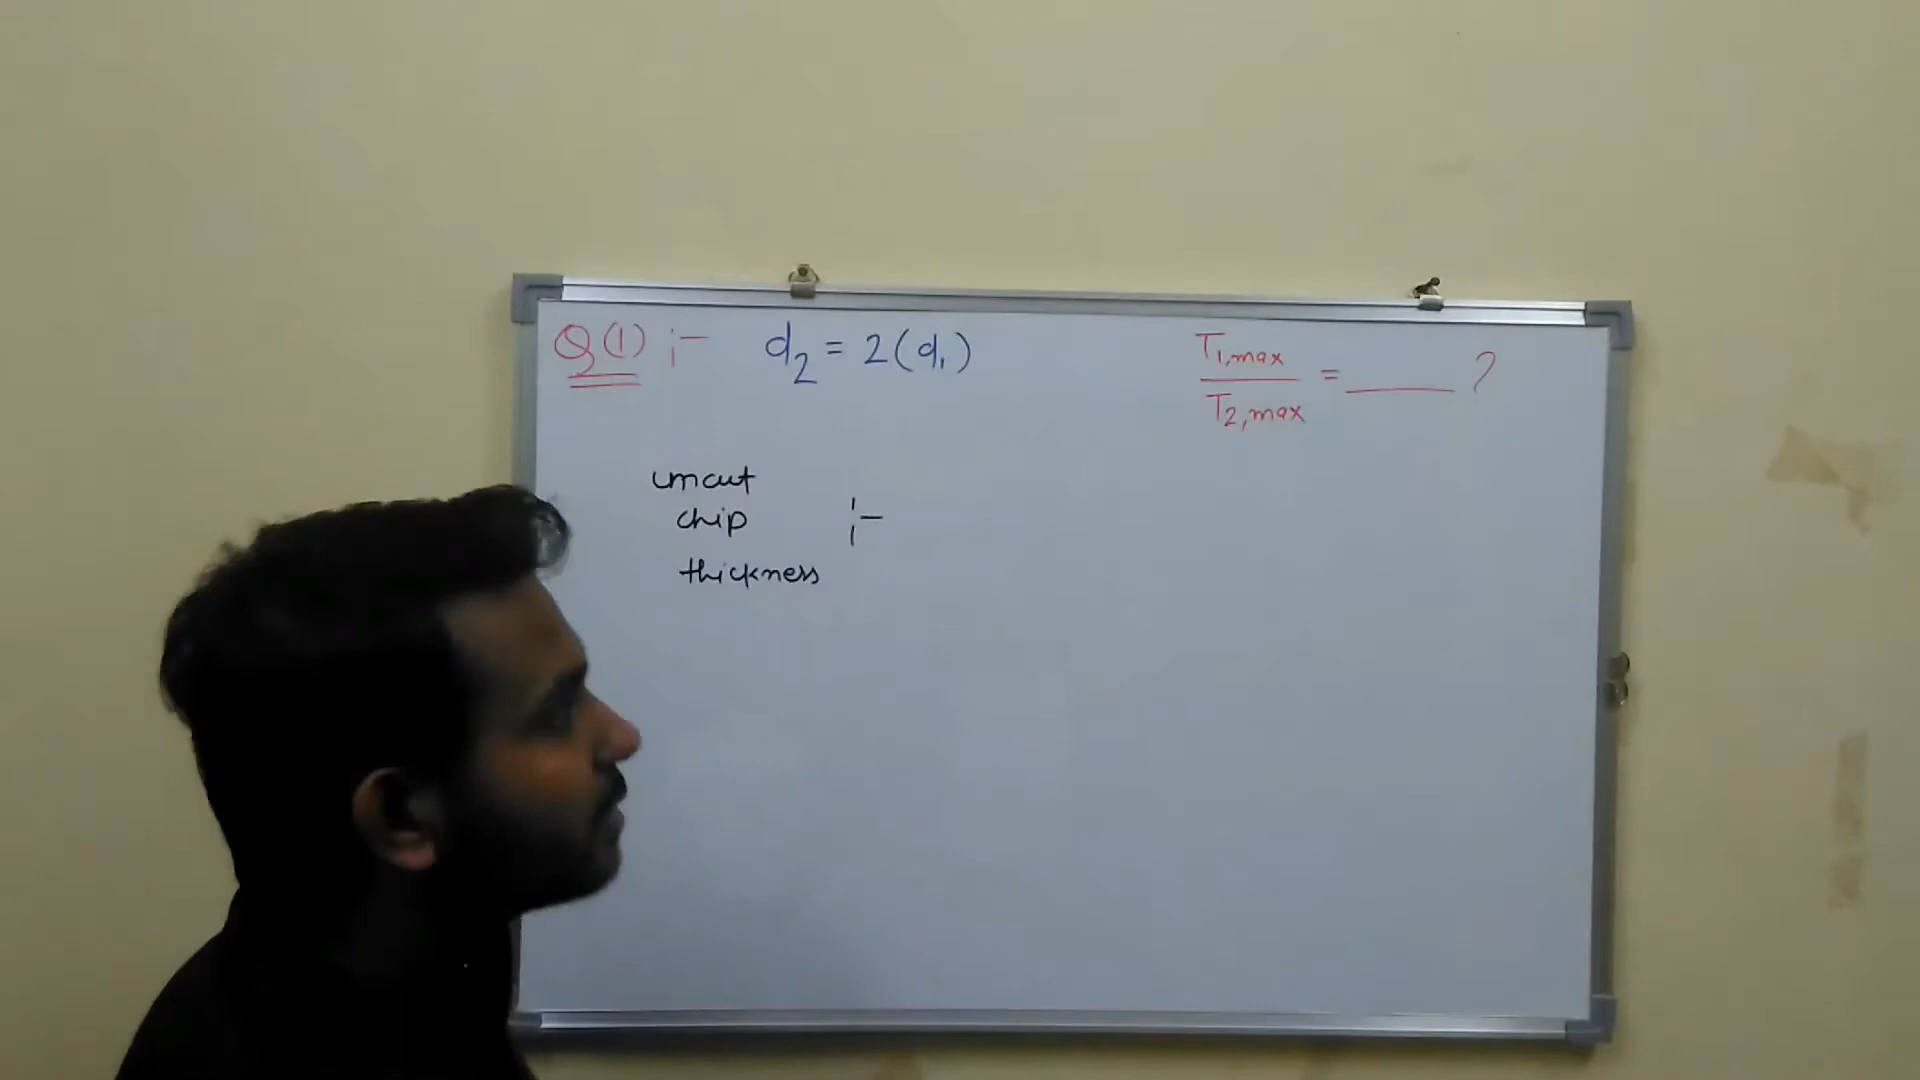 Q(1) :- d₂ = 2(d₁)
T₁,max / T₂,max = ____ ?
uncut
chip :-
thickness